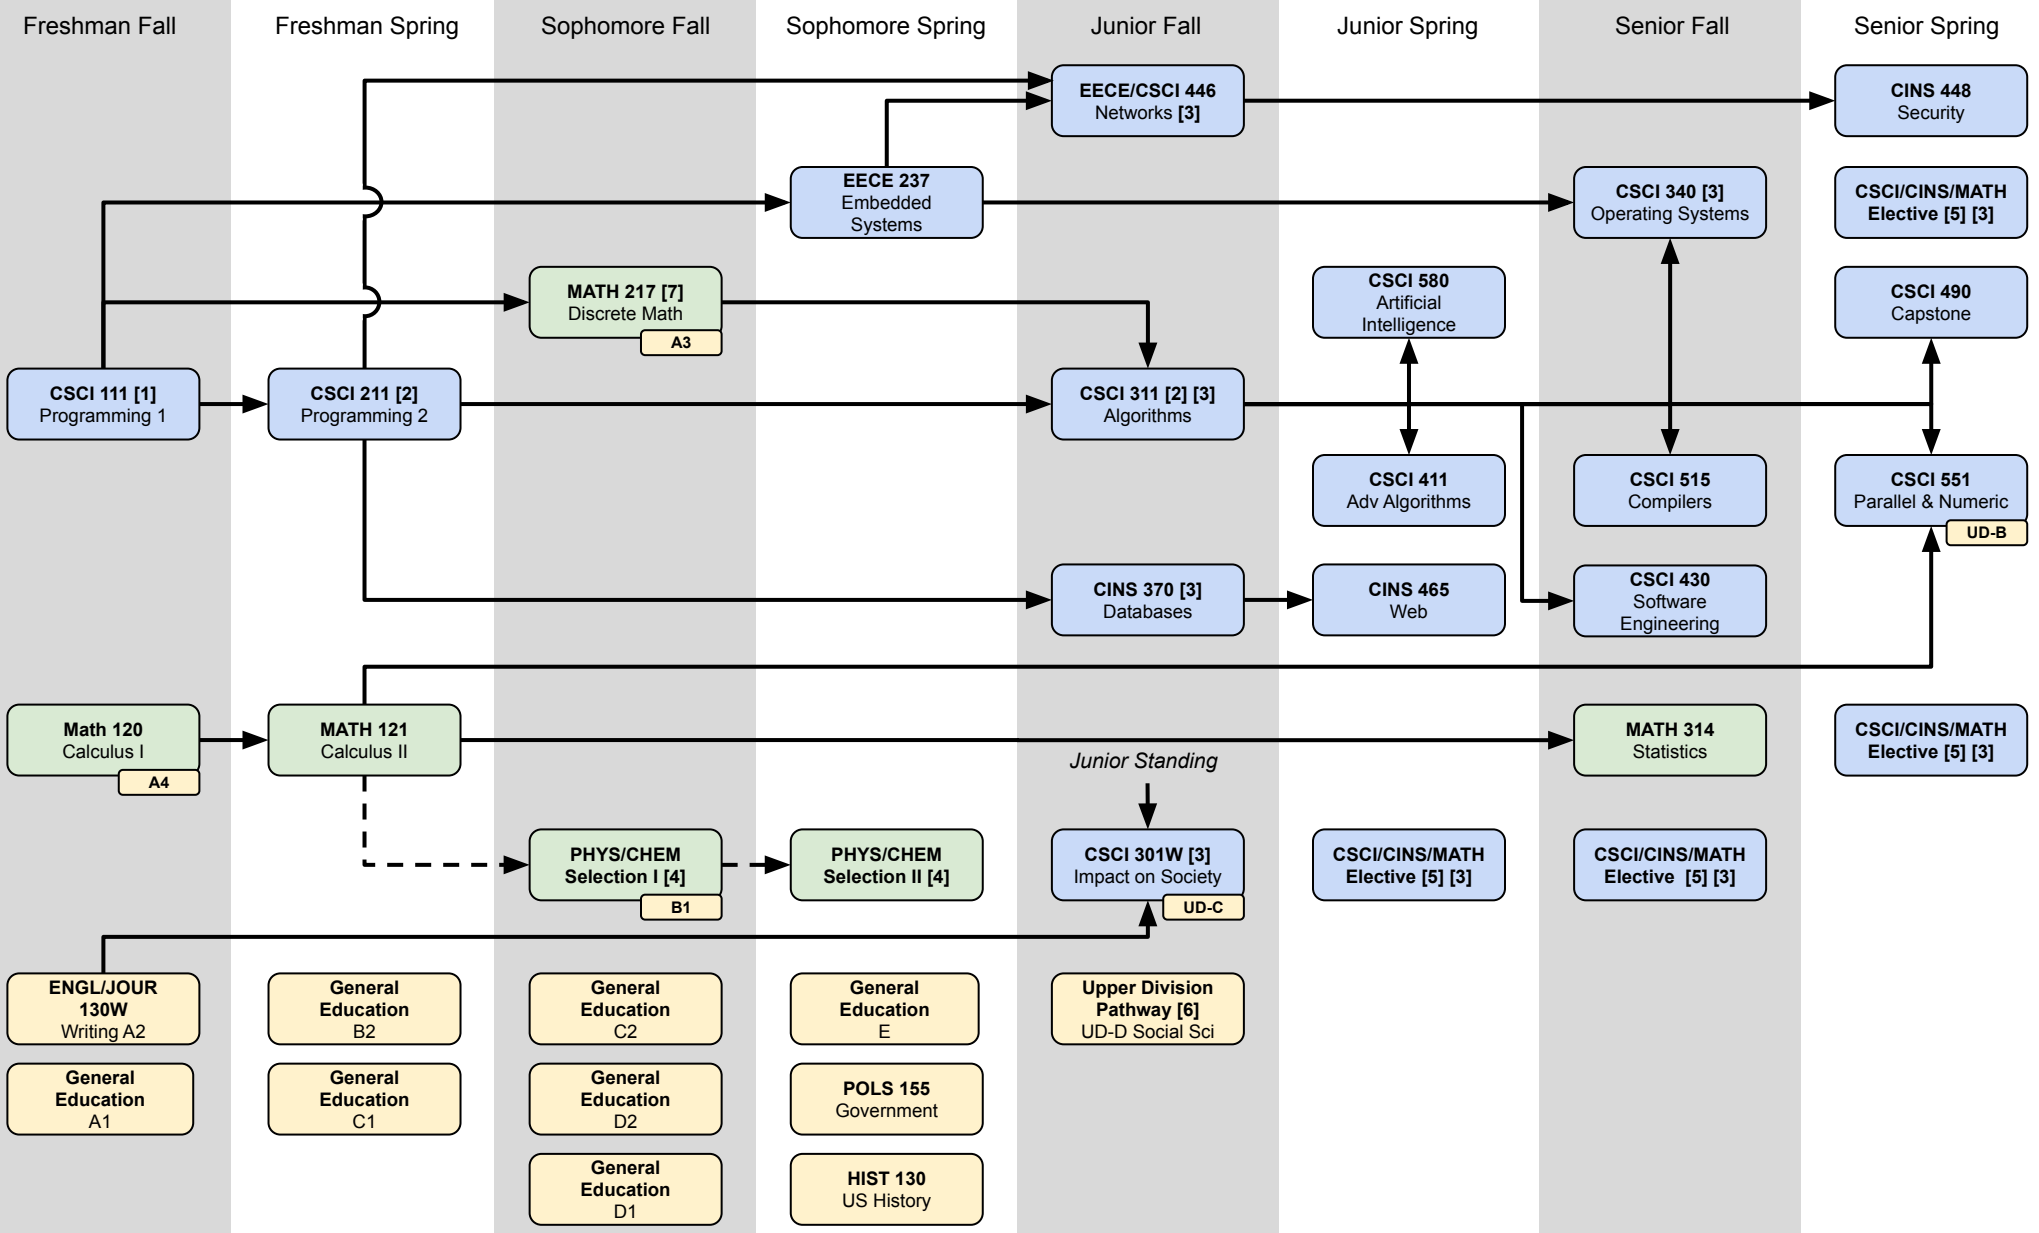 Freshman Fall
Freshman Spring
Sophomore Fall
Sophomore Spring
Junior Fall
Junior Spring
Senior Fall
Senior Spring
EECE/CSCI 446
Networks [3]
CINS 448
Security
EECE 237
Embedded
Systems
CSCI 340 [3]
Operating Systems
CSCI/CINS/MATH
Elective [5] [3]
MATH 217 [7]
Discrete Math
A3
CSCI 580
Artificial
Intelligence
CSCI 490
Capstone
CSCI 111 [1]
Programming 1
CSCI 211 [2]
Programming 2
CSCI 311 [2] [3]
Algorithms
CSCI 411
Adv Algorithms
CSCI 515
Compilers
CSCI 551
Parallel & Numeric
UD-B
CINS 370 [3]
Databases
CINS 465
Web
CSCI 430
Software
Engineering
Math 120
Calculus I
A4
MATH 121
Calculus II
Junior Standing
MATH 314
Statistics
CSCI/CINS/MATH
Elective [5] [3]
PHYS/CHEM
Selection I [4]
B1
PHYS/CHEM
Selection II [4]
CSCI 301W [3]
Impact on Society
UD-C
CSCI/CINS/MATH
Elective [5] [3]
CSCI/CINS/MATH
Elective [5] [3]
ENGL/JOUR
130W
Writing A2
General
Education
B2
General
Education
C2
General
Education
E
Upper Division
Pathway [6]
UD-D Social Sci
General
Education
A1
General
Education
C1
General
Education
D2
POLS 155
Government
General
Education
D1
HIST 130
US History